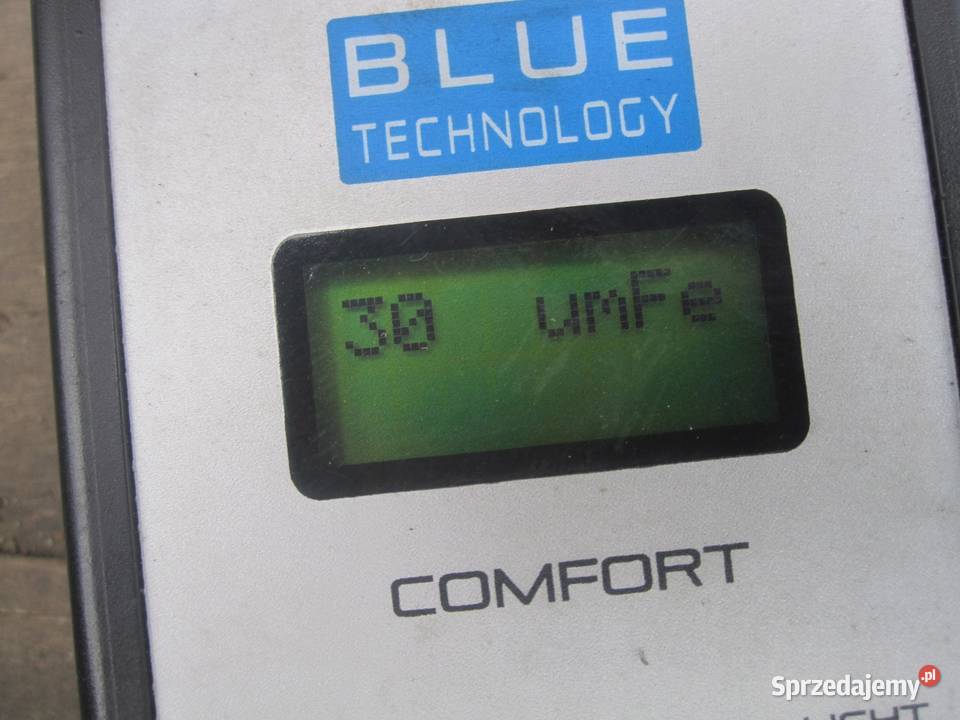 BLUE
TECHNOLOGY
30 umFe
COMFORT
Sprzedajemy.pl